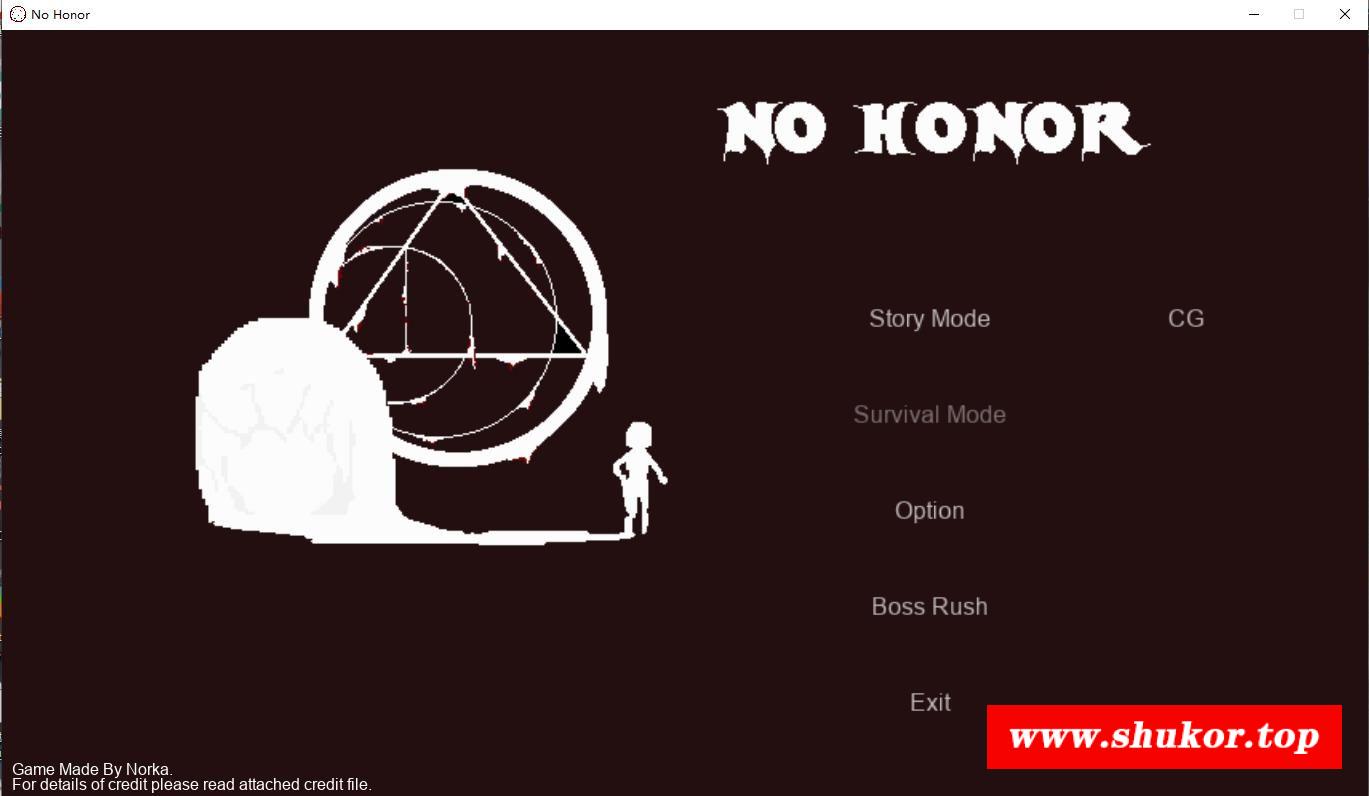 No Honor
NO HONOR
Story Mode
CG
Survival Mode
Option
Boss Rush
Exit
www.shukor.top
Game Made By Norka.
For details of credit please read attached credit file.